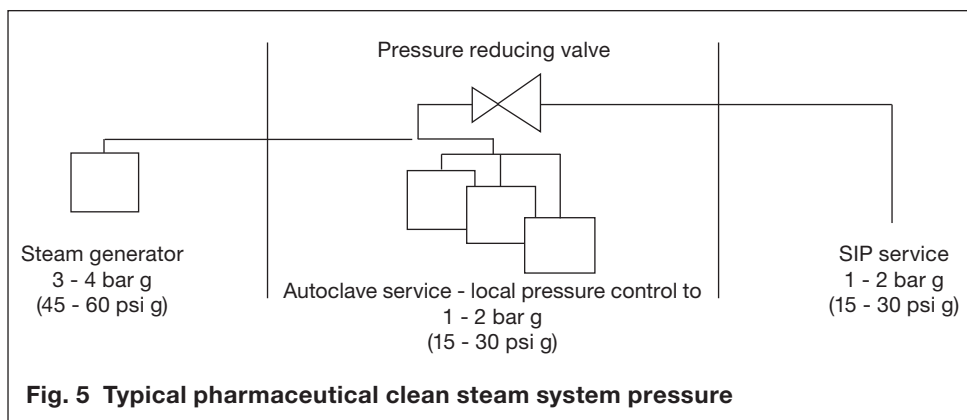 Pressure reducing valve
Steam generator
3 - 4 bar g
(45 - 60 psi g)
Autoclave service - local pressure control to
1 - 2 bar g
(15 - 30 psi g)
SIP service
1 - 2 bar g
(15 - 30 psi g)
Fig. 5 Typical pharmaceutical clean steam system pressure